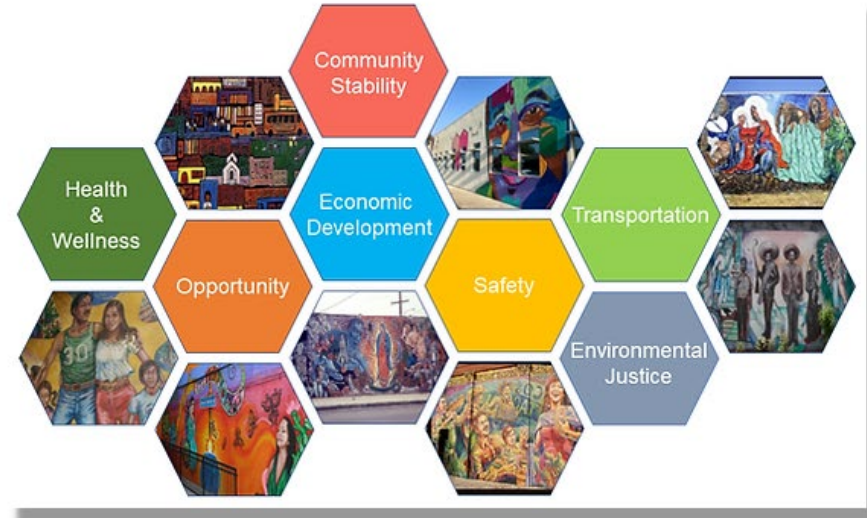 Community
Stability
Health
&
Wellness
Economic
Development
Transportation
Opportunity
Safety
Environmental
Justice